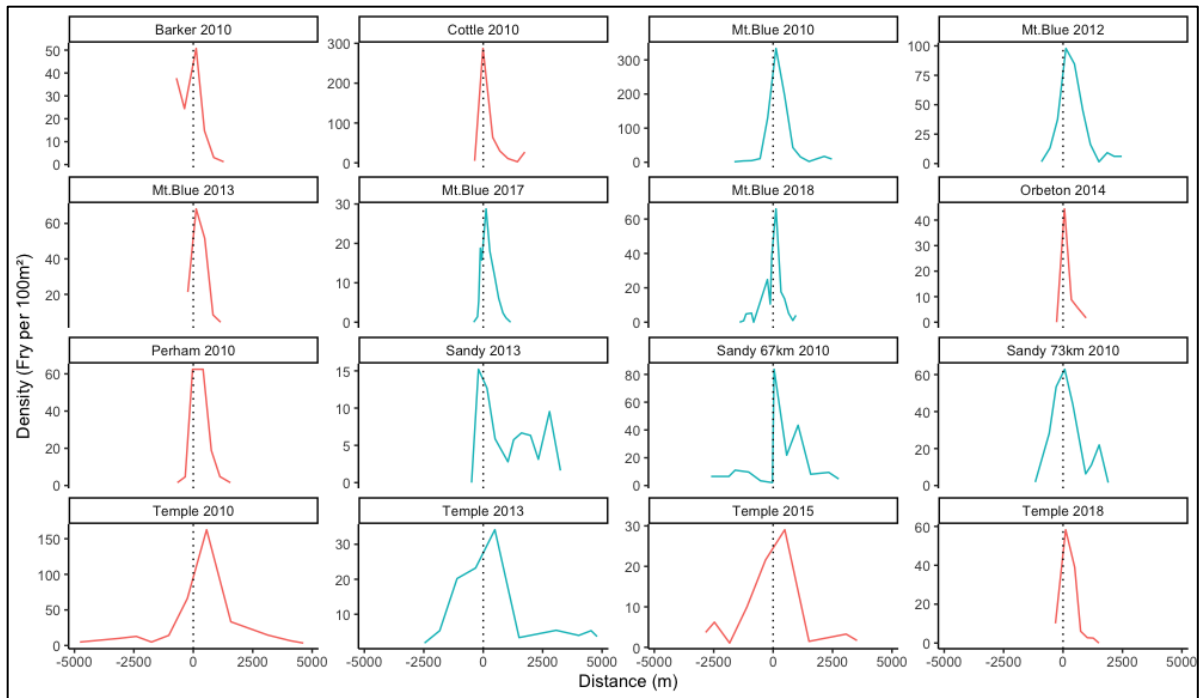 Barker 2010 Cottle 2010 Mt.Blue 2010 Mt.Blue 2012
50 300 300 100
40 75
30 200 200 50
20 100 100 25
10
0 0 0 0
Mt.Blue 2013 Mt.Blue 2017 Mt.Blue 2018 Orbeton 2014
60 30 60 40
40 20 40 30
20 10 20 20
10
0 0 0
Density (Fry per 100m²)
Perham 2010 Sandy 2013 Sandy 67km 2010 Sandy 73km 2010
60 15 80 60
40 10 60 40
20 5 40 20
20
0 0 0 0
Temple 2010 Temple 2013 Temple 2015 Temple 2018
150 30 30 60
100 20 20 40
50 10 10 20
0 0 0
-5000 -2500 0 2500 5000 -5000 -2500 0 2500 5000 -5000 -2500 0 2500 5000 -5000 -2500 0 2500 5000
Distance (m)